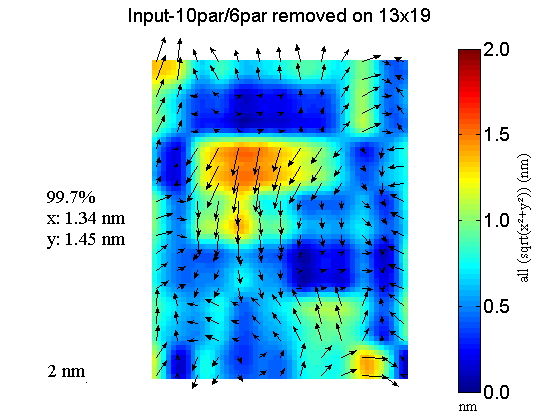 Input-10par/6par removed on 13x19
2.0
1.5
1.0
0.5
0.0
nm
all (sqrt(x²+y²)) (nm)
99.7%
x: 1.34 nm
y: 1.45 nm
2 nm